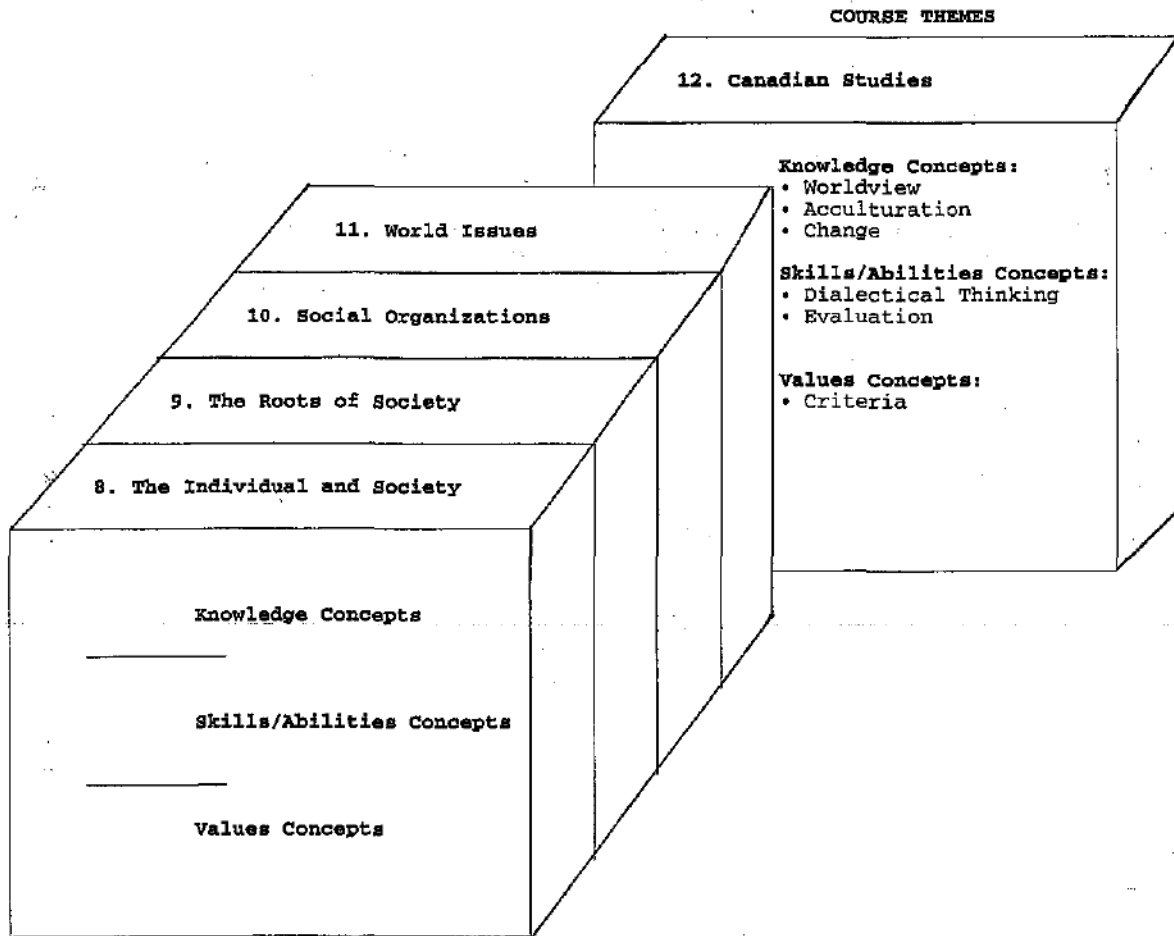 COURSE THEMES
12. Canadian Studies
Knowledge Concepts:
• Worldview
• Acculturation
• Change
Skills/Abilities Concepts:
• Dialectical Thinking
• Evaluation
Values Concepts:
• Criteria
11. World Issues
10. Social Organizations
9. The Roots of Society
8. The Individual and Society
Knowledge Concepts
Skills/Abilities Concepts
Values Concepts